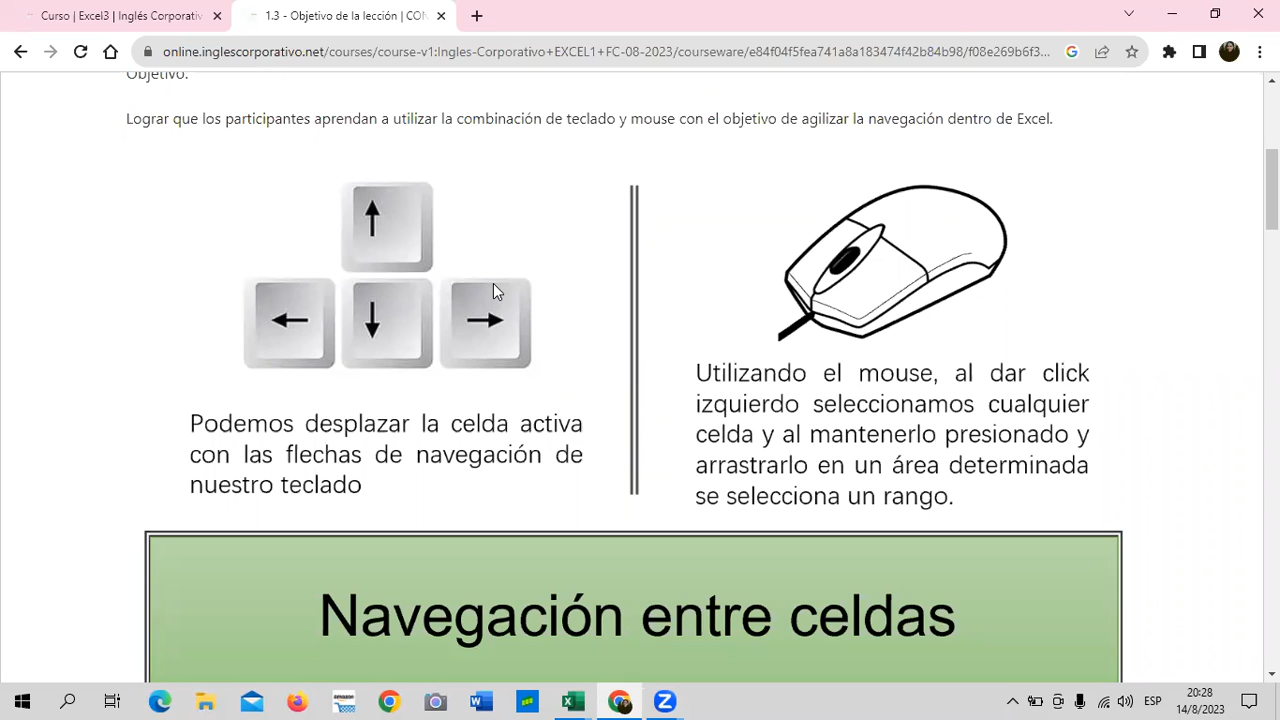 Curso | Excel3 | Inglés Corporativ
1.3 - Objetivo de la lección | CON
online.inglescorporativo.net/courses/course-v1:Ingles-Corporativo+EXCEL1+FC-08-2023/courseware/e84f04f5fea741a8a183474f42b84b98/f08e269b6f3...
Objetivo.
Lograr que los participantes aprendan a utilizar la combinación de teclado y mouse con el objetivo de agilizar la navegación dentro de Excel.
Podemos desplazar la celda activa
con las flechas de navegación de
nuestro teclado
Utilizando el mouse, al dar click
izquierdo seleccionamos cualquier
celda y al mantenerlo presionado y
arrastrarlo en un área determinada
se selecciona un rango.
Navegación entre celdas
amazon
ESP
20:28
14/8/2023